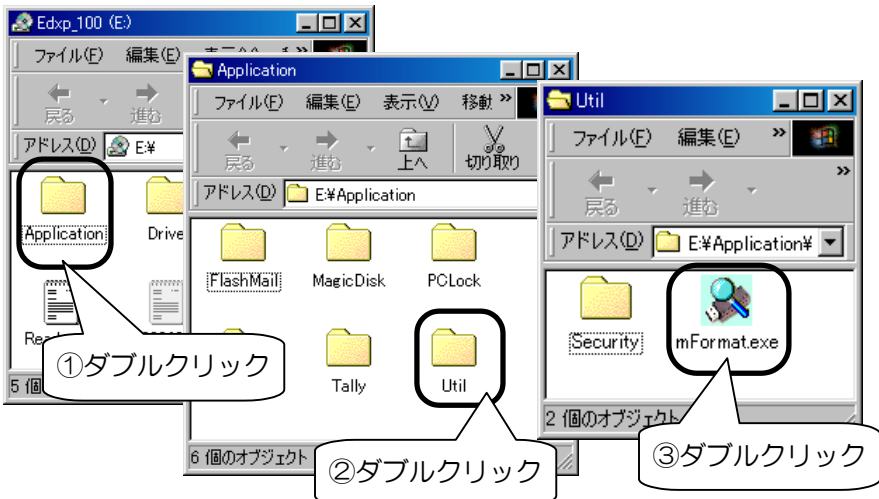 Edxp_100 (E:)
ファイル(F) 編集(E)
戻る 進む
アドレス(D) E:¥
Application
①ダブルクリック
Application
ファイル(F) 編集(E) 表示(V) 移動 »
戻る 進む 上へ 切り取り
アドレス(D) E:¥Application
FlashMail MagicDisk PCLock
Tally Util
6 個のオブジェクト
②ダブルクリック
Util
ファイル(F) 編集(E) »
戻る 進む »
アドレス(D) E:¥Application¥
Security mFormat.exe
2 個のオブジェクト
③ダブルクリック